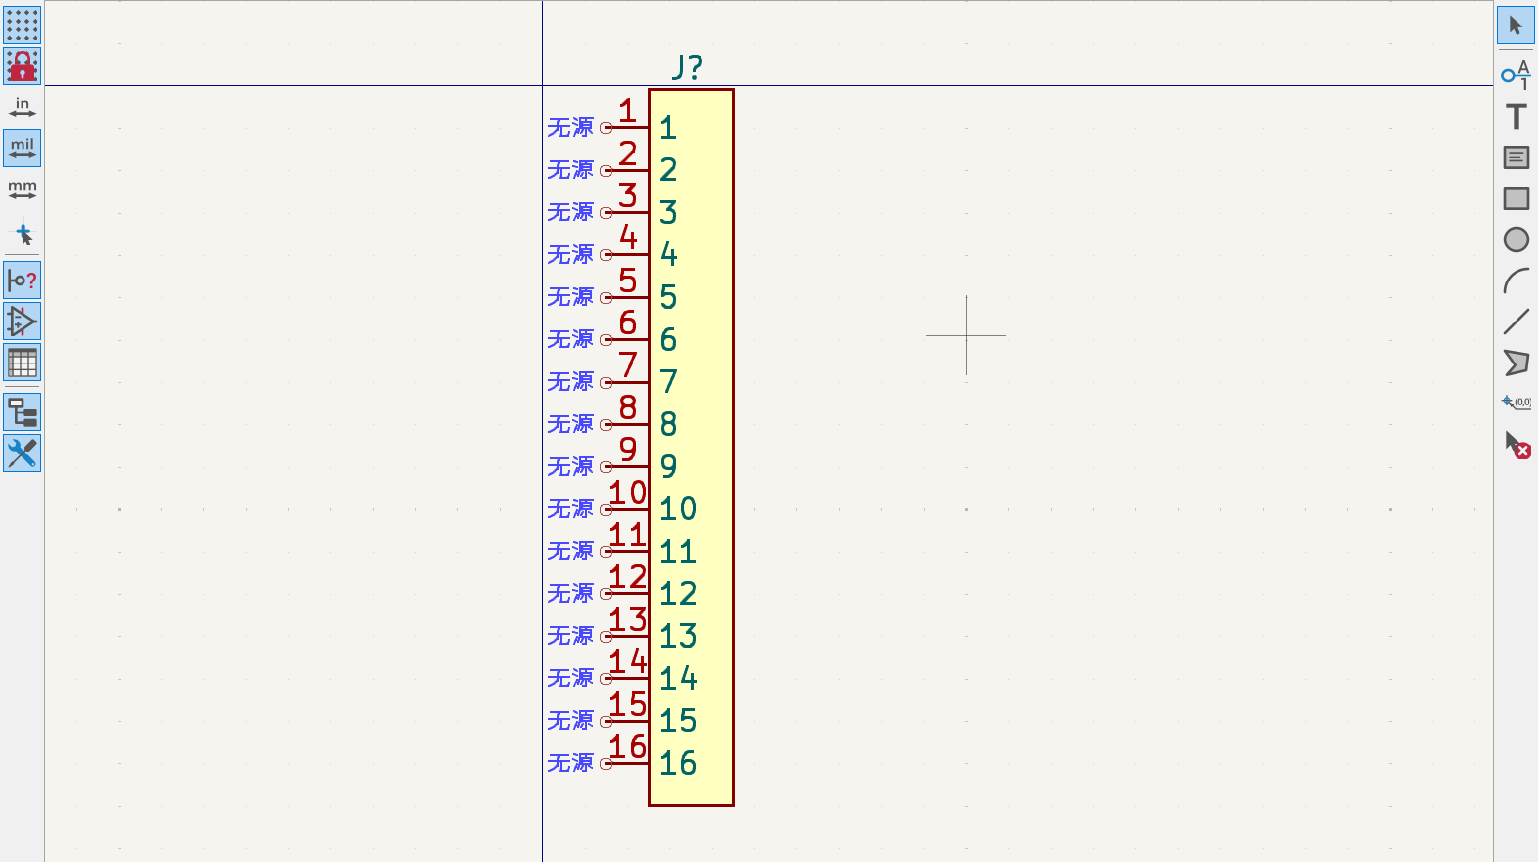 in
mil
mm
J?
无源 1 1
无源 2 2
无源 3 3
无源 4 4
无源 5 5
无源 6 6
无源 7 7
无源 8 8
无源 9 9
无源 10 10
无源 11 11
无源 12 12
无源 13 13
无源 14 14
无源 15 15
无源 16 16
?
A
1
T
(0,0)